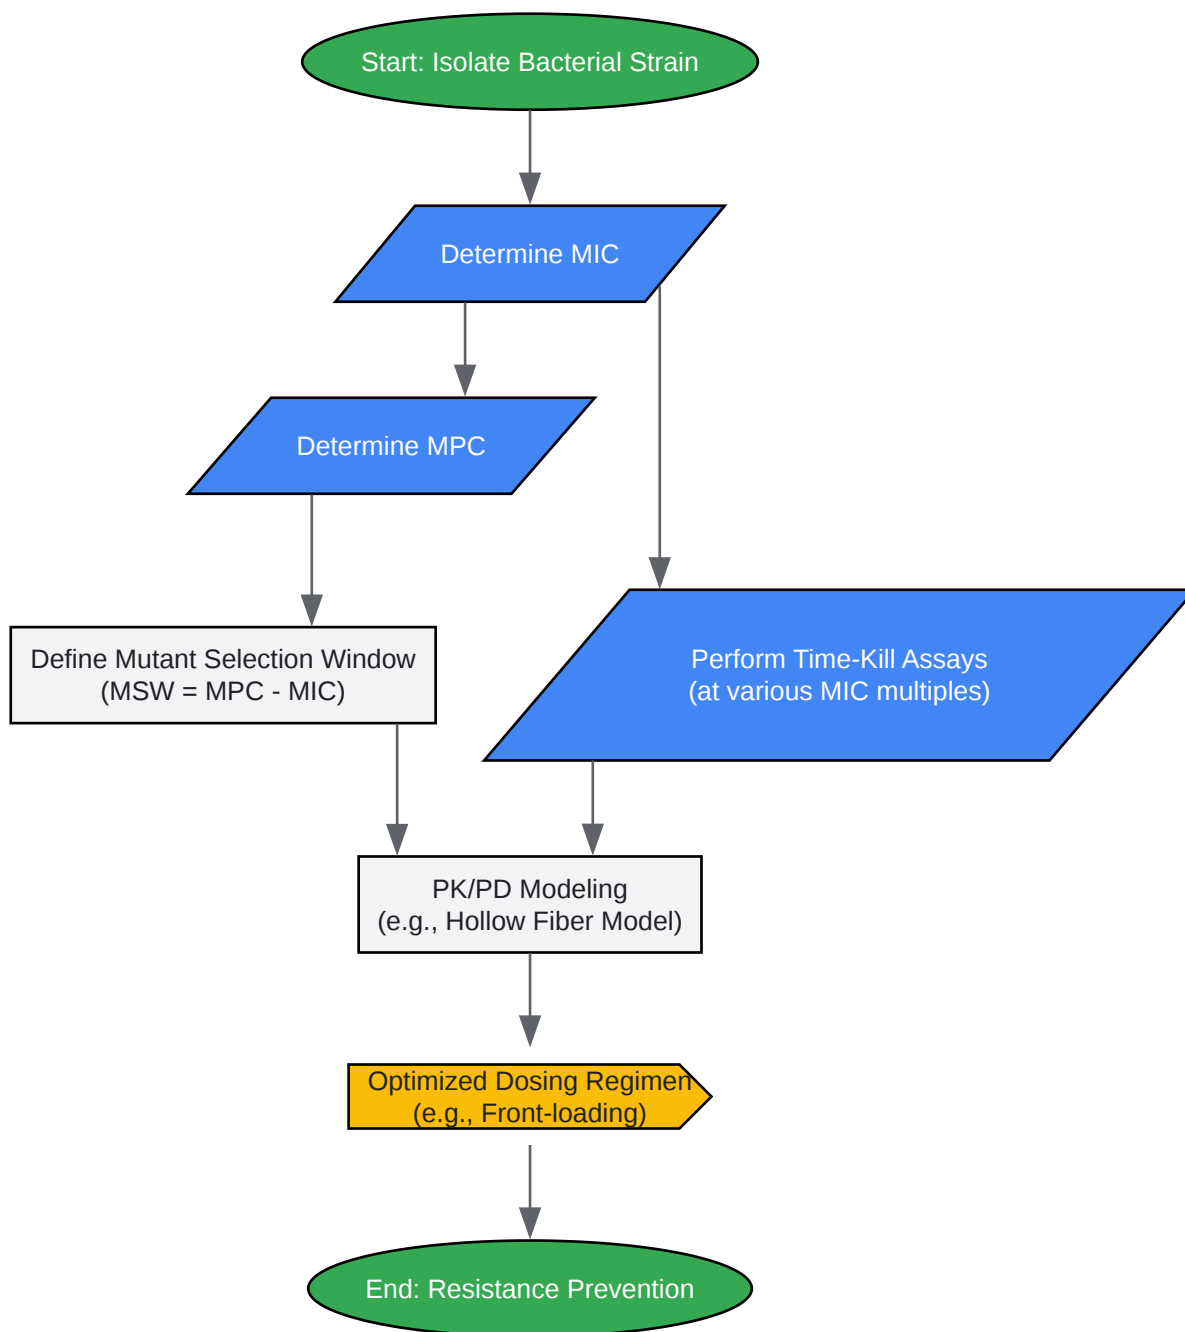 Start: Isolate Bacterial Strain
Determine MIC
Determine MPC
Define Mutant Selection Window
(MSW = MPC - MIC)
Perform Time-Kill Assays
(at various MIC multiples)
PK/PD Modeling
(e.g., Hollow Fiber Model)
Optimized Dosing Regimen
(e.g., Front-loading)
End: Resistance Prevention